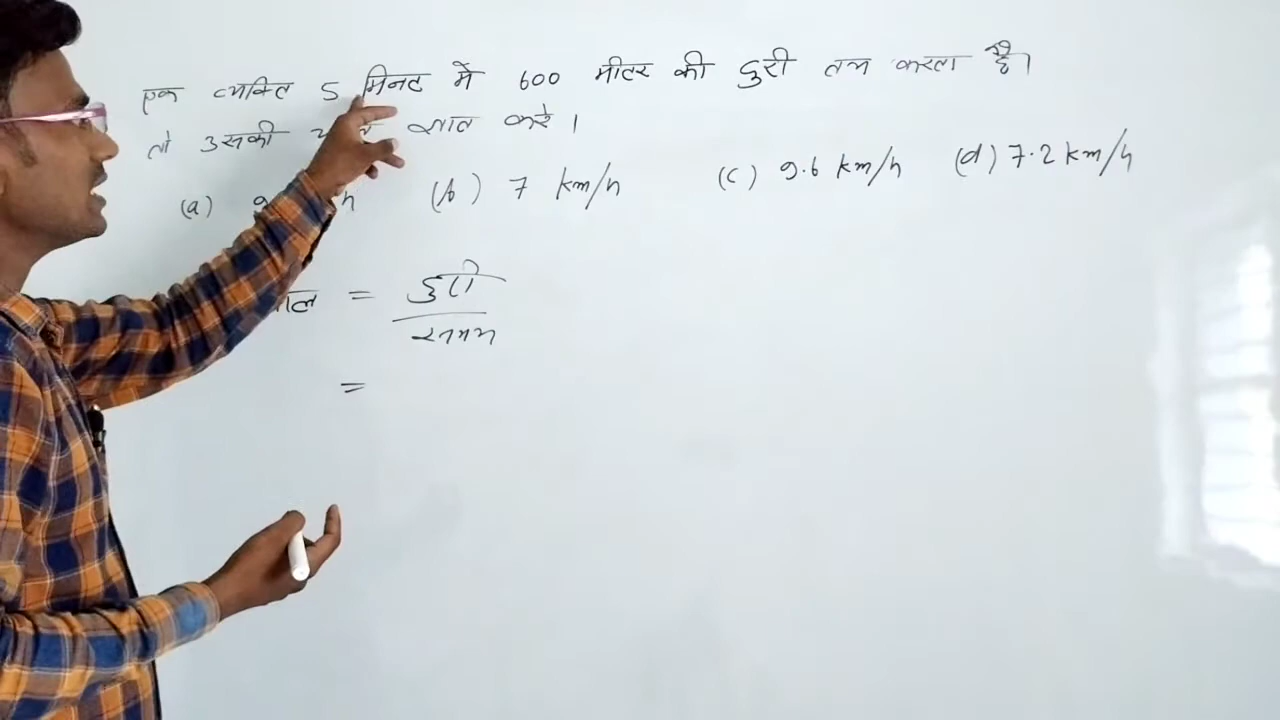 एक व्यक्ति 5 मिनट में 600 मीटर की दुरी तय करता है।
तो उसकी ज्ञात करे।
(a) (b) 7 km/h (c) 9.6 km/h (d) 7.2 km/h
= दुरी
समय
=